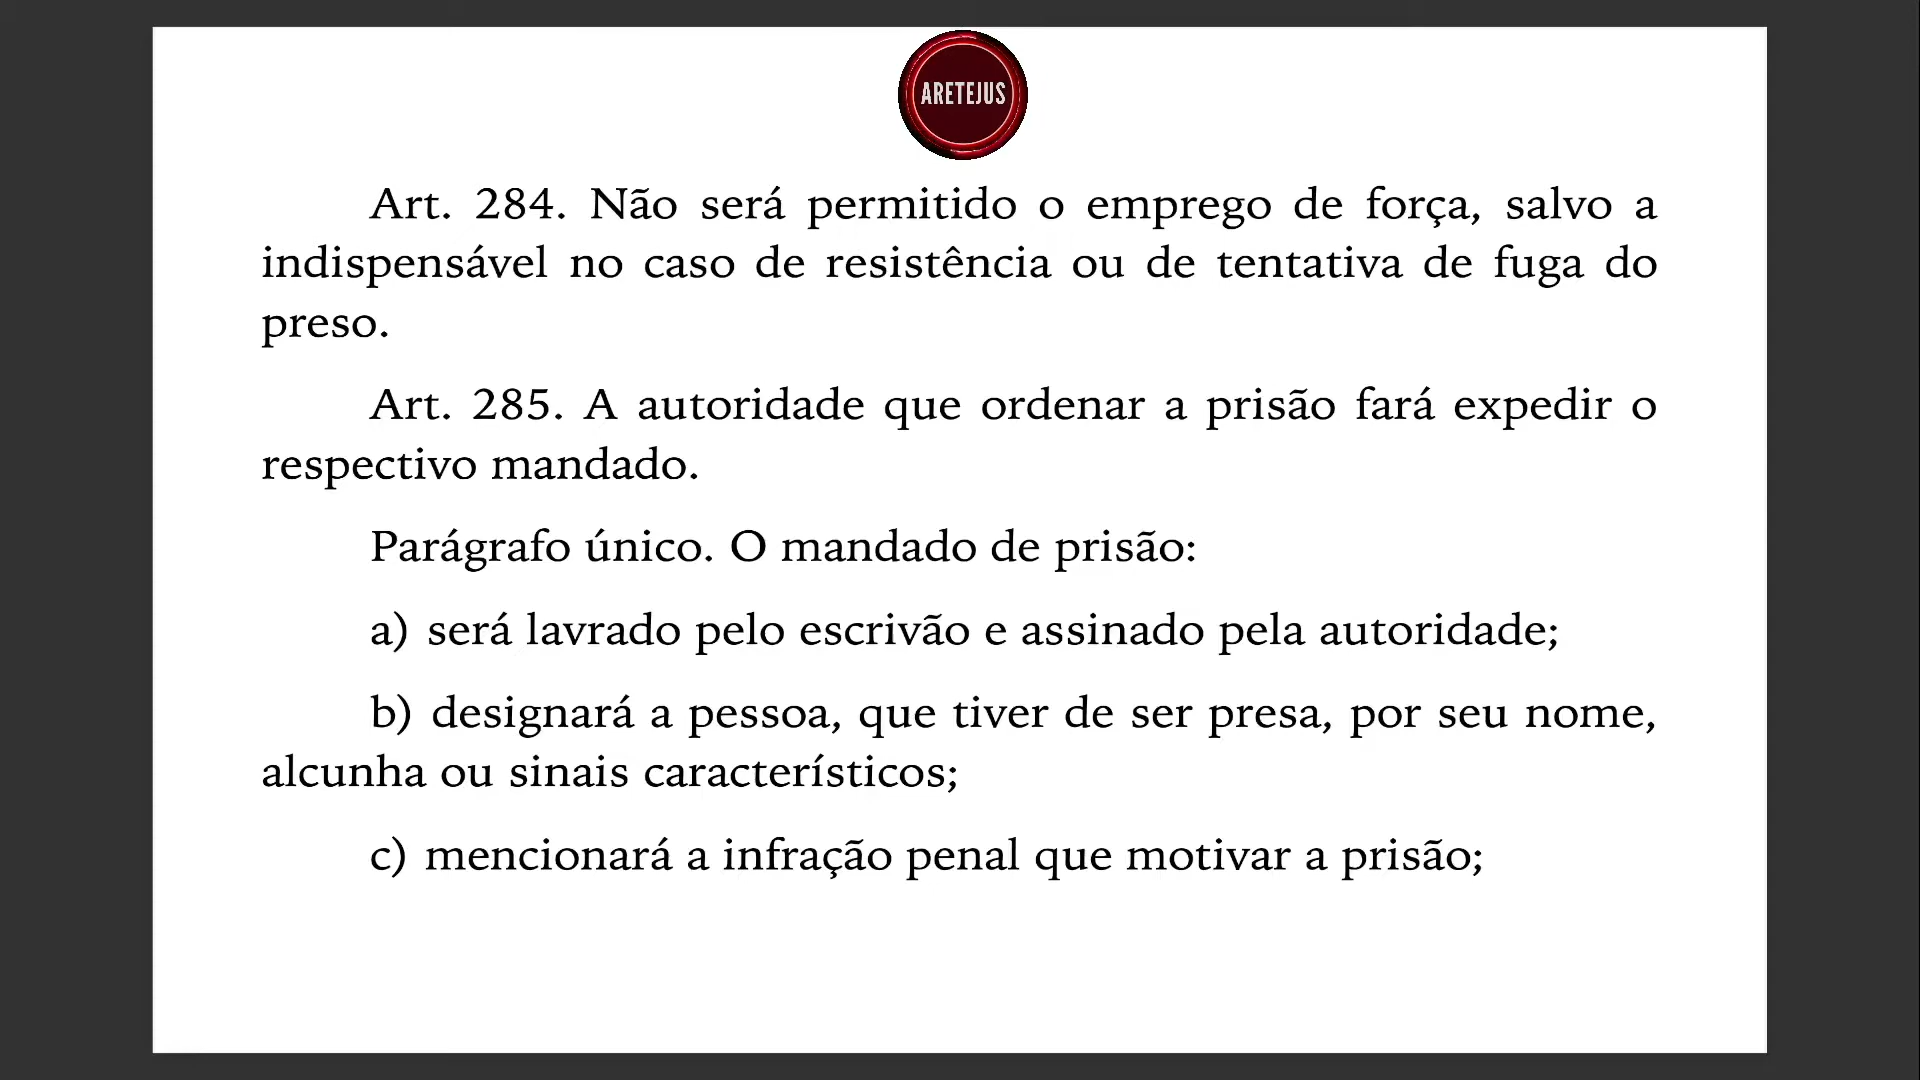 ARETEJUS
Art. 284. Não será permitido o emprego de força, salvo a
indispensável no caso de resistência ou de tentativa de fuga do
preso.
Art. 285. A autoridade que ordenar a prisão fará expedir o
respectivo mandado.
Parágrafo único. O mandado de prisão:
a) será lavrado pelo escrivão e assinado pela autoridade;
b) designará a pessoa, que tiver de ser presa, por seu nome,
alcunha ou sinais característicos;
c) mencionará a infração penal que motivar a prisão;